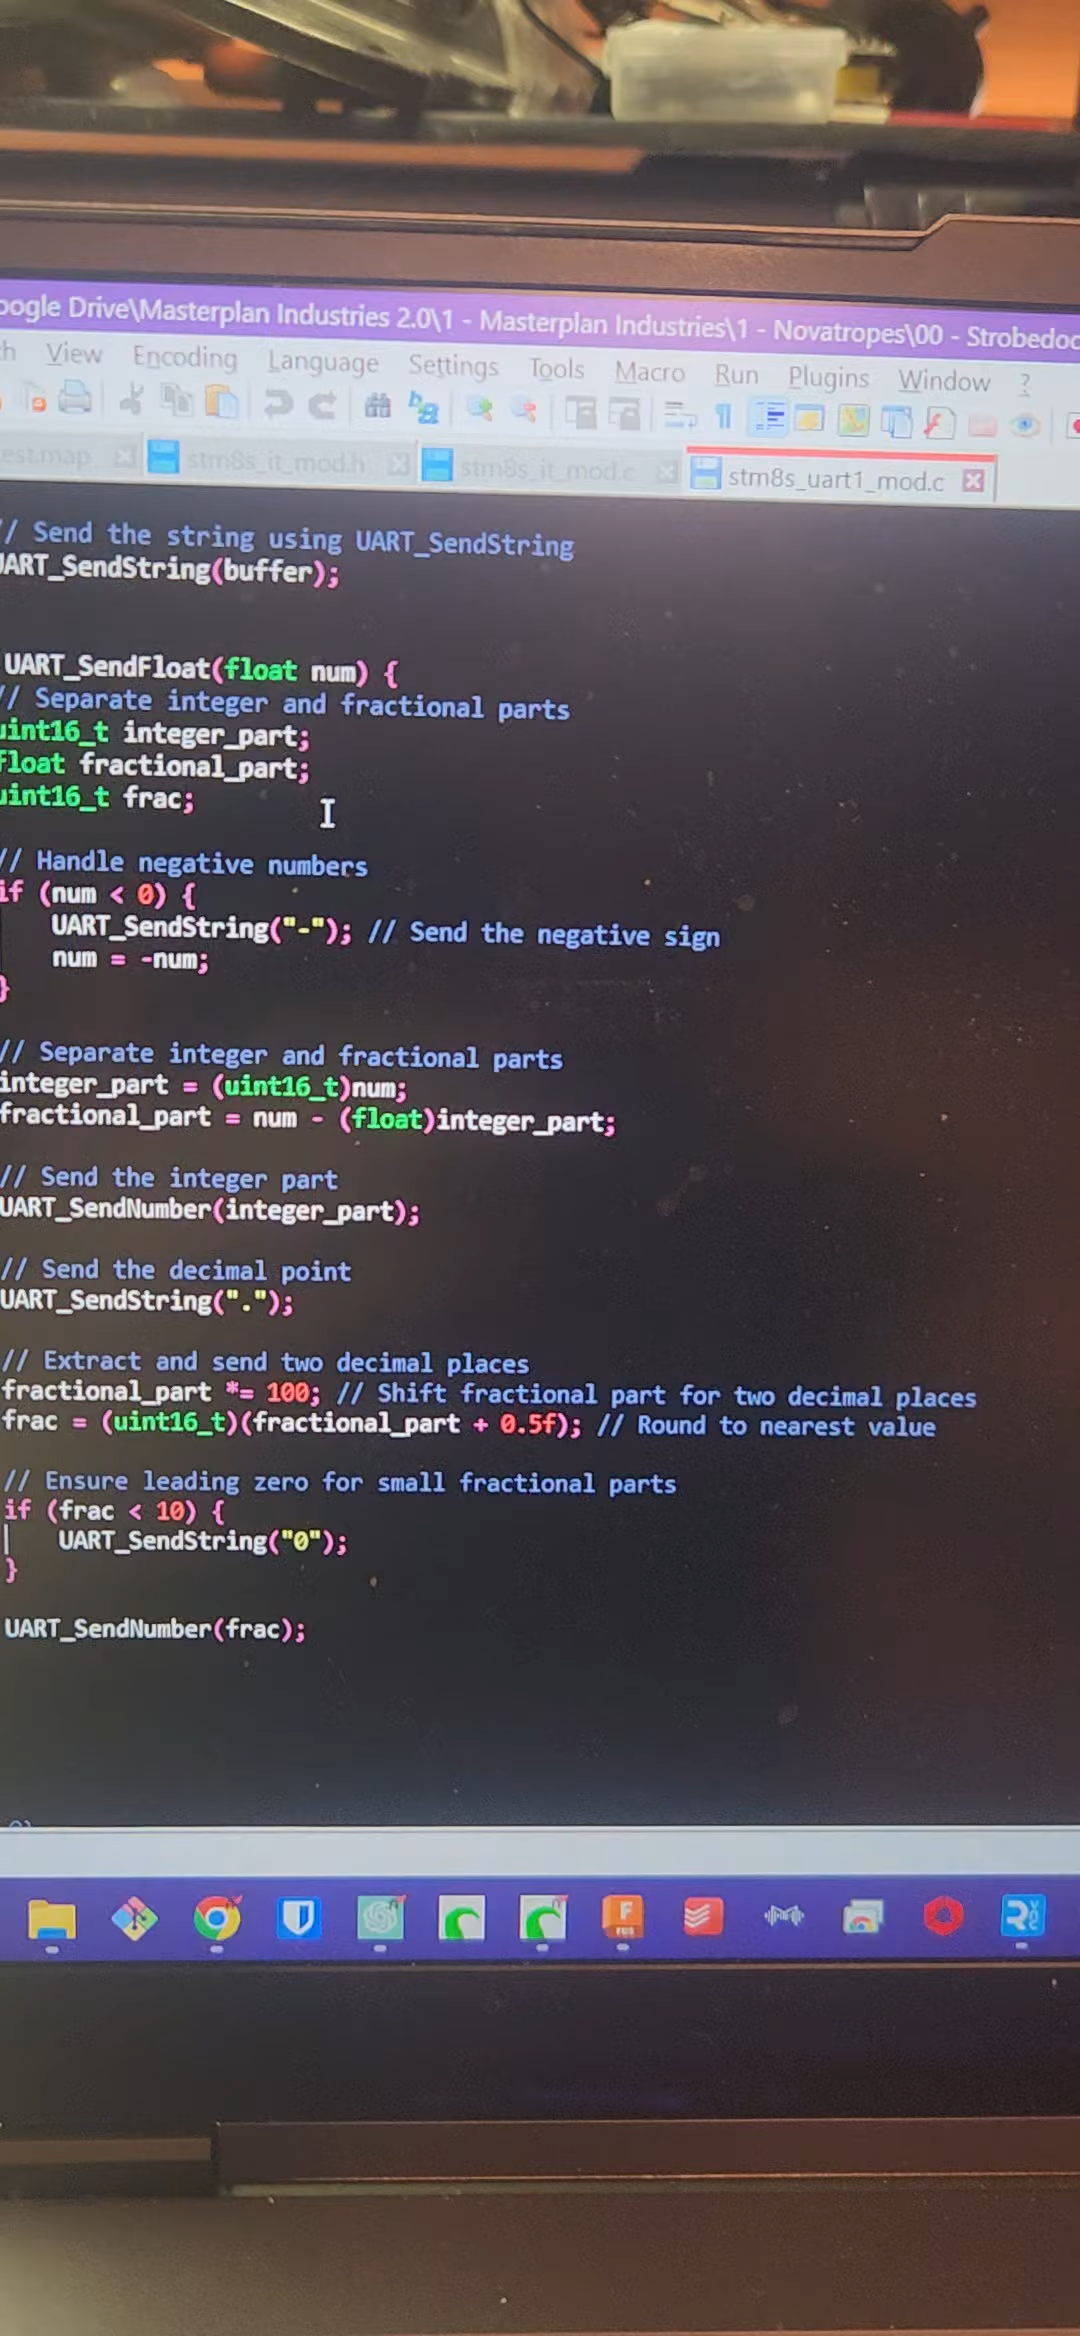 oogle Drive\Masterplan Industries 2.0\1 - Masterplan Industries\1 - Novatropes\00 - Strobedoc
h View Encoding Language Settings Tools Macro Run Plugins Window ?
est.map stm8s_it_mod.h stm8s_it_mod.c stm8s_uart1_mod.c
// Send the string using UART_SendString
UART_SendString(buffer);
UART_SendFloat(float num) {
// Separate integer and fractional parts
uint16_t integer_part;
float fractional_part;
uint16_t frac;
// Handle negative numbers
if (num < 0) {
UART_SendString("-"); // Send the negative sign
num = -num;
}
// Separate integer and fractional parts
integer_part = (uint16_t)num;
fractional_part = num - (float)integer_part;
// Send the integer part
UART_SendNumber(integer_part);
// Send the decimal point
UART_SendString(".");
// Extract and send two decimal places
fractional_part *= 100; // Shift fractional part for two decimal places
frac = (uint16_t)(fractional_part + 0.5f); // Round to nearest value
// Ensure leading zero for small fractional parts
if (frac < 10) {
UART_SendString("0");
}
UART_SendNumber(frac);